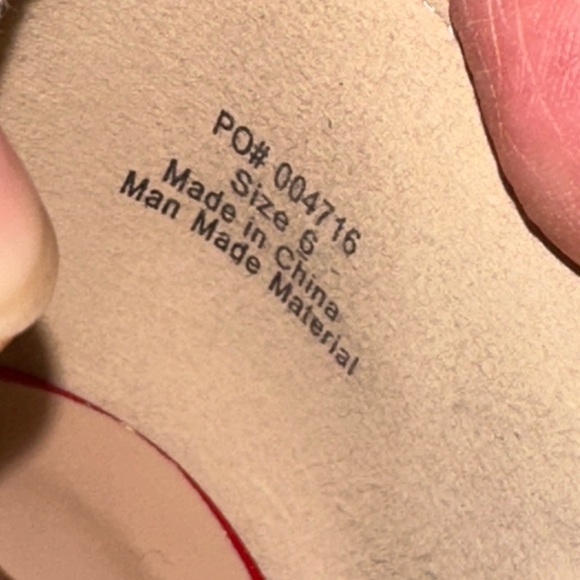 PO# 004716
Size 6
Made in China
Man Made Material